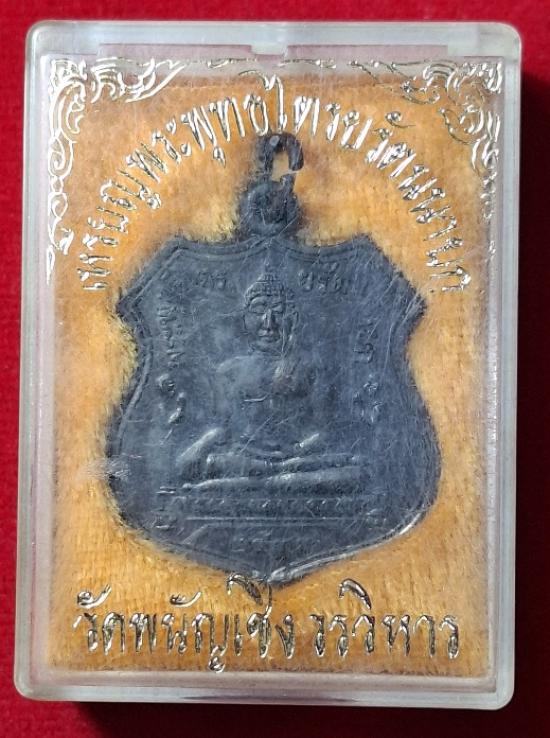 เหรียญพระพุทธไตรยรัตนนายก
วัดพนัญเชิง วรวิหาร